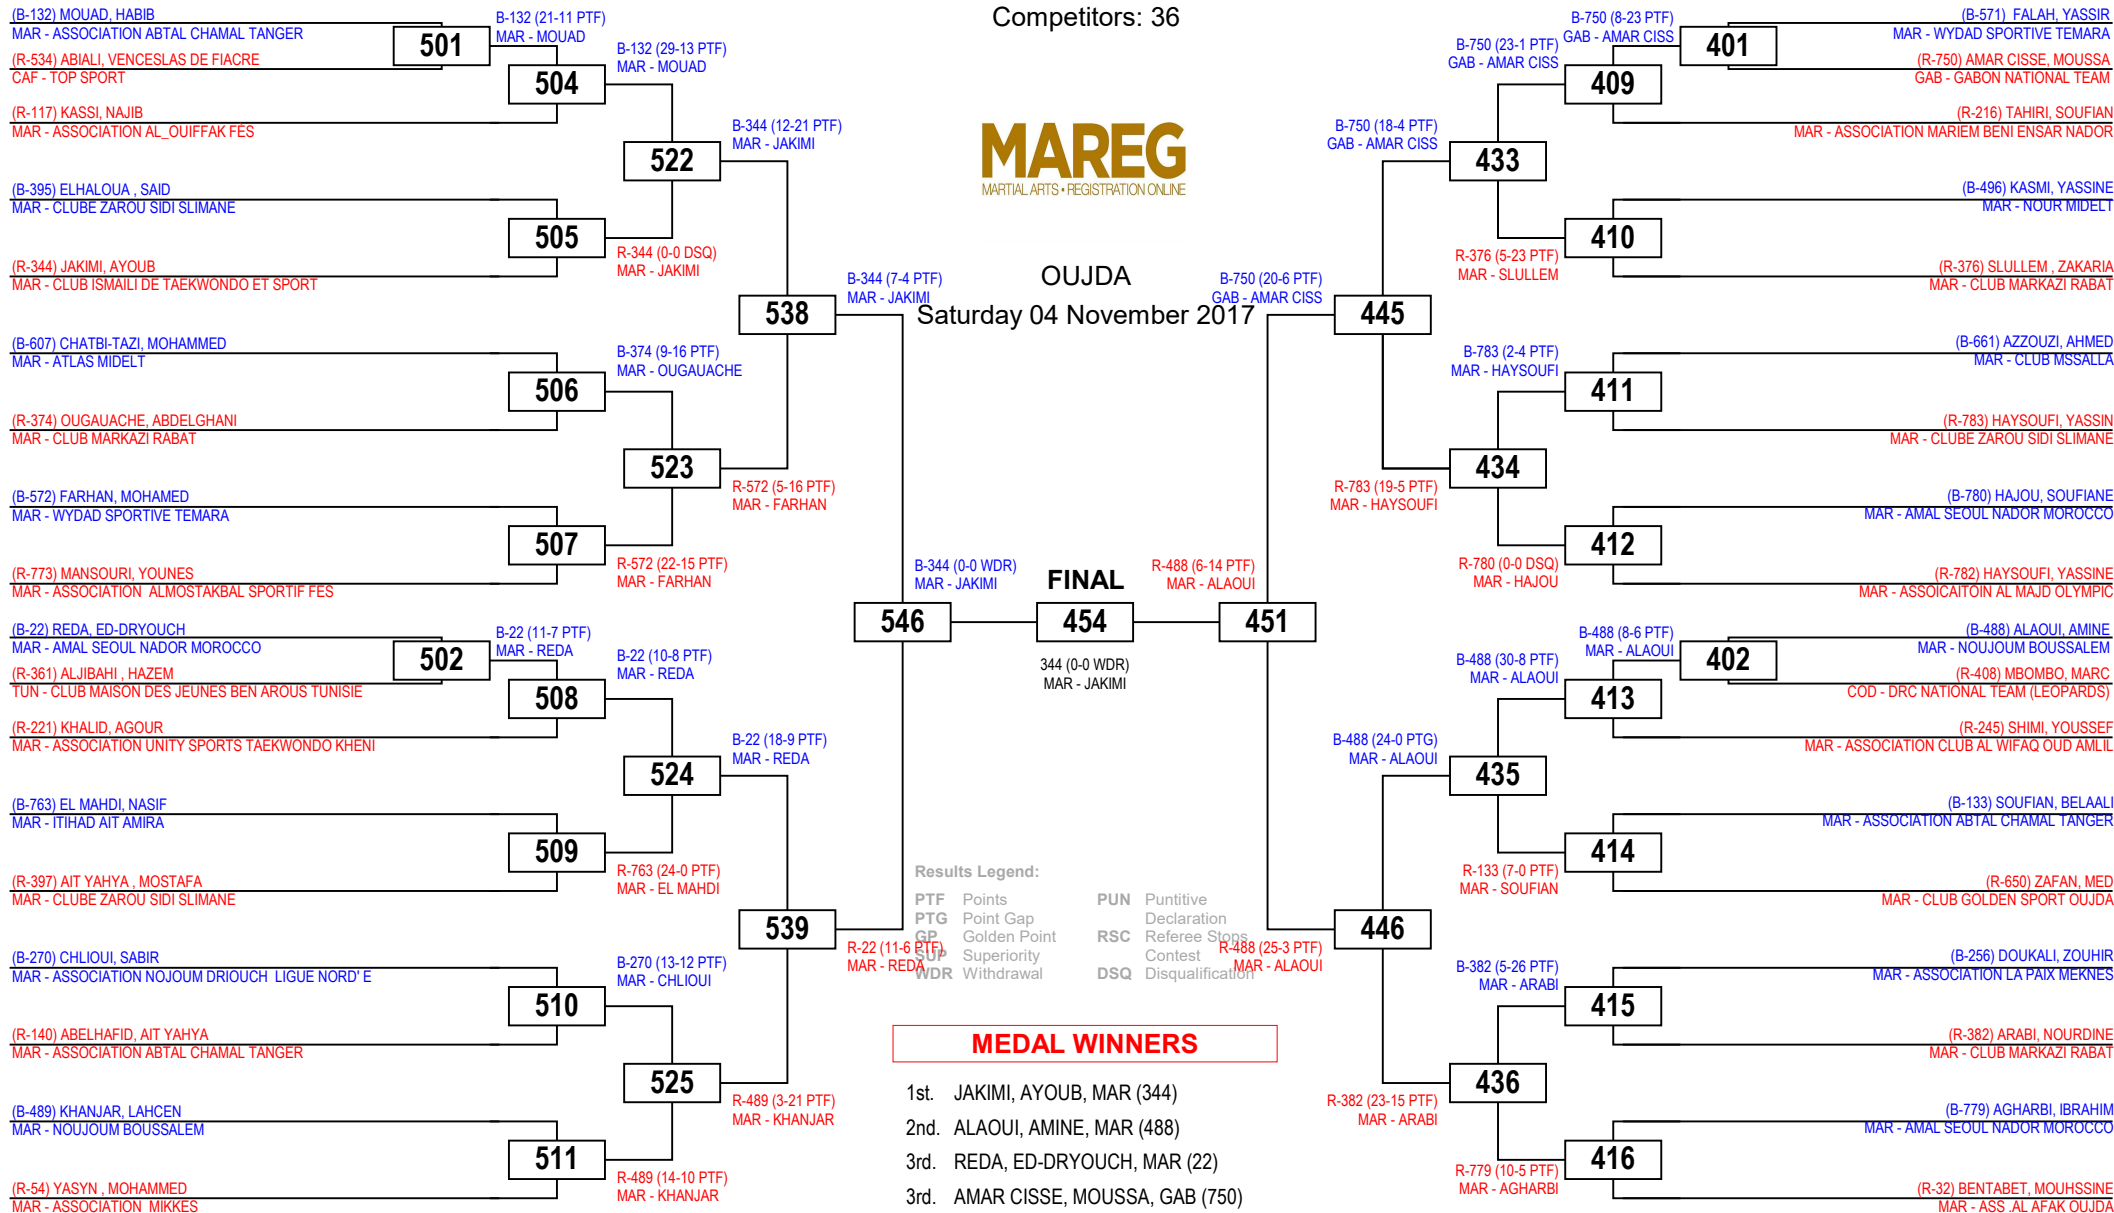 Competitors: 36
MAREG
MARTIAL ARTS • REGISTRATION ONLINE
OUJDA
Saturday 04 November 2017
(B-132) MOUAD, HABIB
MAR - ASSOCIATION ABTAL CHAMAL TANGER
(R-534) ABIALI, VENCESLAS DE FIACRE
CAF - TOP SPORT
(R-117) KASSI, NAJIB
MAR - ASSOCIATION AL_OUIFFAK FÉS
(B-395) ELHALOUA , SAID
MAR - CLUBE ZAROU SIDI SLIMANE
(R-344) JAKIMI, AYOUB
MAR - CLUB ISMAILI DE TAEKWONDO ET SPORT
(B-607) CHATBI-TAZI, MOHAMMED
MAR - ATLAS MIDELT
(R-374) OUGAUACHE, ABDELGHANI
MAR - CLUB MARKAZI RABAT
(B-572) FARHAN, MOHAMED
MAR - WYDAD SPORTIVE TEMARA
(R-773) MANSOURI, YOUNES
MAR - ASSOCIATION ALMOSTAKBAL SPORTIF FES
(B-22) REDA, ED-DRYOUCH
MAR - AMAL SEOUL NADOR MOROCCO
(R-361) ALJIBAHI , HAZEM
TUN - CLUB MAISON DES JEUNES BEN AROUS TUNISIE
(R-221) KHALID, AGOUR
MAR - ASSOCIATION UNITY SPORTS TAEKWONDO KHENI
(B-763) EL MAHDI, NASIF
MAR - ITIHAD AIT AMIRA
(R-397) AIT YAHYA , MOSTAFA
MAR - CLUBE ZAROU SIDI SLIMANE
(B-270) CHLIOUI, SABIR
MAR - ASSOCIATION NOJOUM DRIOUCH LIGUE NORD' E
(R-140) ABELHAFID, AIT YAHYA
MAR - ASSOCIATION ABTAL CHAMAL TANGER
(B-489) KHANJAR, LAHCEN
MAR - NOUJOUM BOUSSALEM
(R-54) YASYN , MOHAMMED
MAR - ASSOCIATION MIKKES
501
B-132 (21-11 PTF)
MAR - MOUAD
502
B-22 (11-7 PTF)
MAR - REDA
504
B-132 (29-13 PTF)
MAR - MOUAD
505
R-344 (0-0 DSQ)
MAR - JAKIMI
506
B-374 (9-16 PTF)
MAR - OUGAUACHE
507
R-572 (22-15 PTF)
MAR - FARHAN
508
B-22 (10-8 PTF)
MAR - REDA
509
R-763 (24-0 PTF)
MAR - EL MAHDI
510
B-270 (13-12 PTF)
MAR - CHLIOUI
511
R-489 (14-10 PTF)
MAR - KHANJAR
522
B-344 (12-21 PTF)
MAR - JAKIMI
523
R-572 (5-16 PTF)
MAR - FARHAN
524
B-22 (18-9 PTF)
MAR - REDA
525
R-489 (3-21 PTF)
MAR - KHANJAR
538
B-344 (7-4 PTF)
MAR - JAKIMI
539
R-22 (11-6 PTF)
MAR - REDA
546
B-344 (0-0 WDR)
MAR - JAKIMI
FINAL
454
344 (0-0 WDR)
MAR - JAKIMI
R-488 (6-14 PTF)
MAR - ALAOUI
451
B-750 (20-6 PTF)
GAB - AMAR CISS
445
R-488 (25-3 PTF)
MAR - ALAOUI
446
B-750 (18-4 PTF)
GAB - AMAR CISS
433
R-783 (19-5 PTF)
MAR - HAYSOUFI
434
B-488 (24-0 PTG)
MAR - ALAOUI
435
R-382 (23-15 PTF)
MAR - ARABI
436
B-750 (23-1 PTF)
GAB - AMAR CISS
409
R-376 (5-23 PTF)
MAR - SLULLEM
410
B-783 (2-4 PTF)
MAR - HAYSOUFI
411
R-780 (0-0 DSQ)
MAR - HAJOU
412
B-488 (30-8 PTF)
MAR - ALAOUI
413
R-133 (7-0 PTF)
MAR - SOUFIAN
414
B-382 (5-26 PTF)
MAR - ARABI
415
R-779 (10-5 PTF)
MAR - AGHARBI
416
B-750 (8-23 PTF)
GAB - AMAR CISS
401
B-488 (8-6 PTF)
MAR - ALAOUI
402
(B-571) FALAH, YASSIR
MAR - WYDAD SPORTIVE TEMARA
(R-750) AMAR CISSE, MOUSSA
GAB - GABON NATIONAL TEAM
(R-216) TAHIRI, SOUFIAN
MAR - ASSOCIATION MARIEM BENI ENSAR NADOR
(B-496) KASMI, YASSINE
MAR - NOUR MIDELT
(R-376) SLULLEM , ZAKARIA
MAR - CLUB MARKAZI RABAT
(B-661) AZZOUZI, AHMED
MAR - CLUB MSSALLA
(R-783) HAYSOUFI, YASSIN
MAR - CLUBE ZAROU SIDI SLIMANE
(B-780) HAJOU, SOUFIANE
MAR - AMAL SEOUL NADOR MOROCCO
(R-782) HAYSOUFI, YASSINE
MAR - ASSOICAITOIN AL MAJD OLYMPIC
(B-488) ALAOUI, AMINE
MAR - NOUJOUM BOUSSALEM
(R-408) MBOMBO, MARC
COD - DRC NATIONAL TEAM (LEOPARDS)
(R-245) SHIMI, YOUSSEF
MAR - ASSOCIATION CLUB AL WIFAQ OUD AMLIL
(B-133) SOUFIAN, BELAALI
MAR - ASSOCIATION ABTAL CHAMAL TANGER
(R-650) ZAFAN, MED
MAR - CLUB GOLDEN SPORT OUJDA
(B-256) DOUKALI, ZOUHIR
MAR - ASSOCIATION LA PAIX MEKNES
(R-382) ARABI, NOURDINE
MAR - CLUB MARKAZI RABAT
(B-779) AGHARBI, IBRAHIM
MAR - AMAL SEOUL NADOR MOROCCO
(R-32) BENTABET, MOUHSSINE
MAR - ASS .AL AFAK OUJDA
Results Legend:
PTF Points
PTG Point Gap
GP Golden Point
SUP Superiority
WDR Withdrawal
PUN Puntitive
Declaration
RSC Referee Stops
Contest
DSQ Disqualification
MEDAL WINNERS
1st. JAKIMI, AYOUB, MAR (344)
2nd. ALAOUI, AMINE, MAR (488)
3rd. REDA, ED-DRYOUCH, MAR (22)
3rd. AMAR CISSE, MOUSSA, GAB (750)